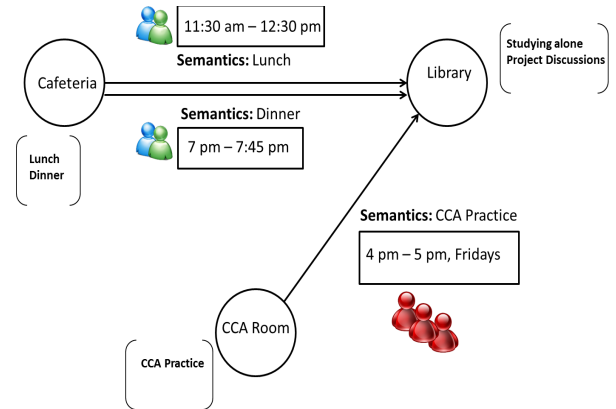 11:30 am – 12:30 pm
Semantics: Lunch
Cafeteria
Library
Studying alone
Project Discussions
Semantics: Dinner
7 pm – 7:45 pm
Lunch
Dinner
Semantics: CCA Practice
4 pm – 5 pm, Fridays
CCA Room
CCA Practice